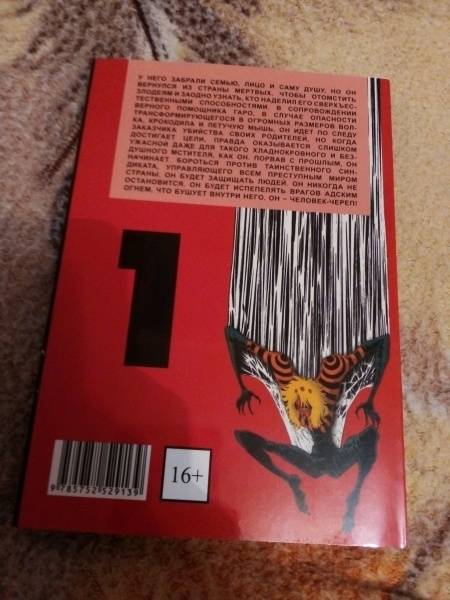 У НЕГО ЗАБРАЛИ СЕМЬЮ, ЛИЦО И САМУ ДУШУ, НО ОН
ВЕРНУЛСЯ ИЗ СТРАНЫ МЕРТВЫХ, ЧТОБЫ ОТОМСТИТЬ
ЗЛОДЕЯМ И ЗАОДНО УЗНАТЬ, КТО НАДЕЛИЛ ЕГО СВЕРХЪЕС-
ТЕСТВЕННЫМИ СПОСОБНОСТЯМИ. В СОПРОВОЖДЕНИИ
ВЕРНОГО ПОМОЩНИКА ГАРО, В СЛУЧАЕ ОПАСНОСТИ
ТРАНСФОРМИРУЮЩЕГОСЯ В ОГРОМНЫХ РАЗМЕРОВ ВОЛ-
КА, КРОКОДИЛА И ЛЕТУЧУЮ МЫШЬ, ОН ИДЕТ ПО СЛЕДУ
ЗАКАЗЧИКА УБИЙСТВА СВОИХ РОДИТЕЛЕЙ, НО КОГДА
ДОСТИГАЕТ ЦЕЛИ, ПРАВДА ОКАЗЫВАЕТСЯ СЛИШКОМ
УЖАСНОЙ ДАЖЕ ДЛЯ ТАКОГО ХЛАДНОКРОВНОГО И БЕЗ-
ДУШНОГО МСТИТЕЛЯ, КАК ОН. ПОРВАВ С ПРОШЛЫМ, ОН
НАЧИНАЕТ БОРОТЬСЯ ПРОТИВ ТАИНСТВЕННОГО СИН-
ДИКАТА, УПРАВЛЯЮЩЕГО ВСЕМ ПРЕСТУПНЫМ МИРОМ
СТРАНЫ. ОН БУДЕТ ЗАЩИЩАТЬ ЛЮДЕЙ. ОН НИКОГДА НЕ
ОСТАНОВИТСЯ. ОН БУДЕТ ИСПЕПЕЛЯТЬ ВРАГОВ АДСКИМ
ОГНЕМ, ЧТО БУШУЕТ ВНУТРИ НЕГО. ОН – ЧЕЛОВЕК-ЧЕРЕП!
1
16+
9 785752 529139